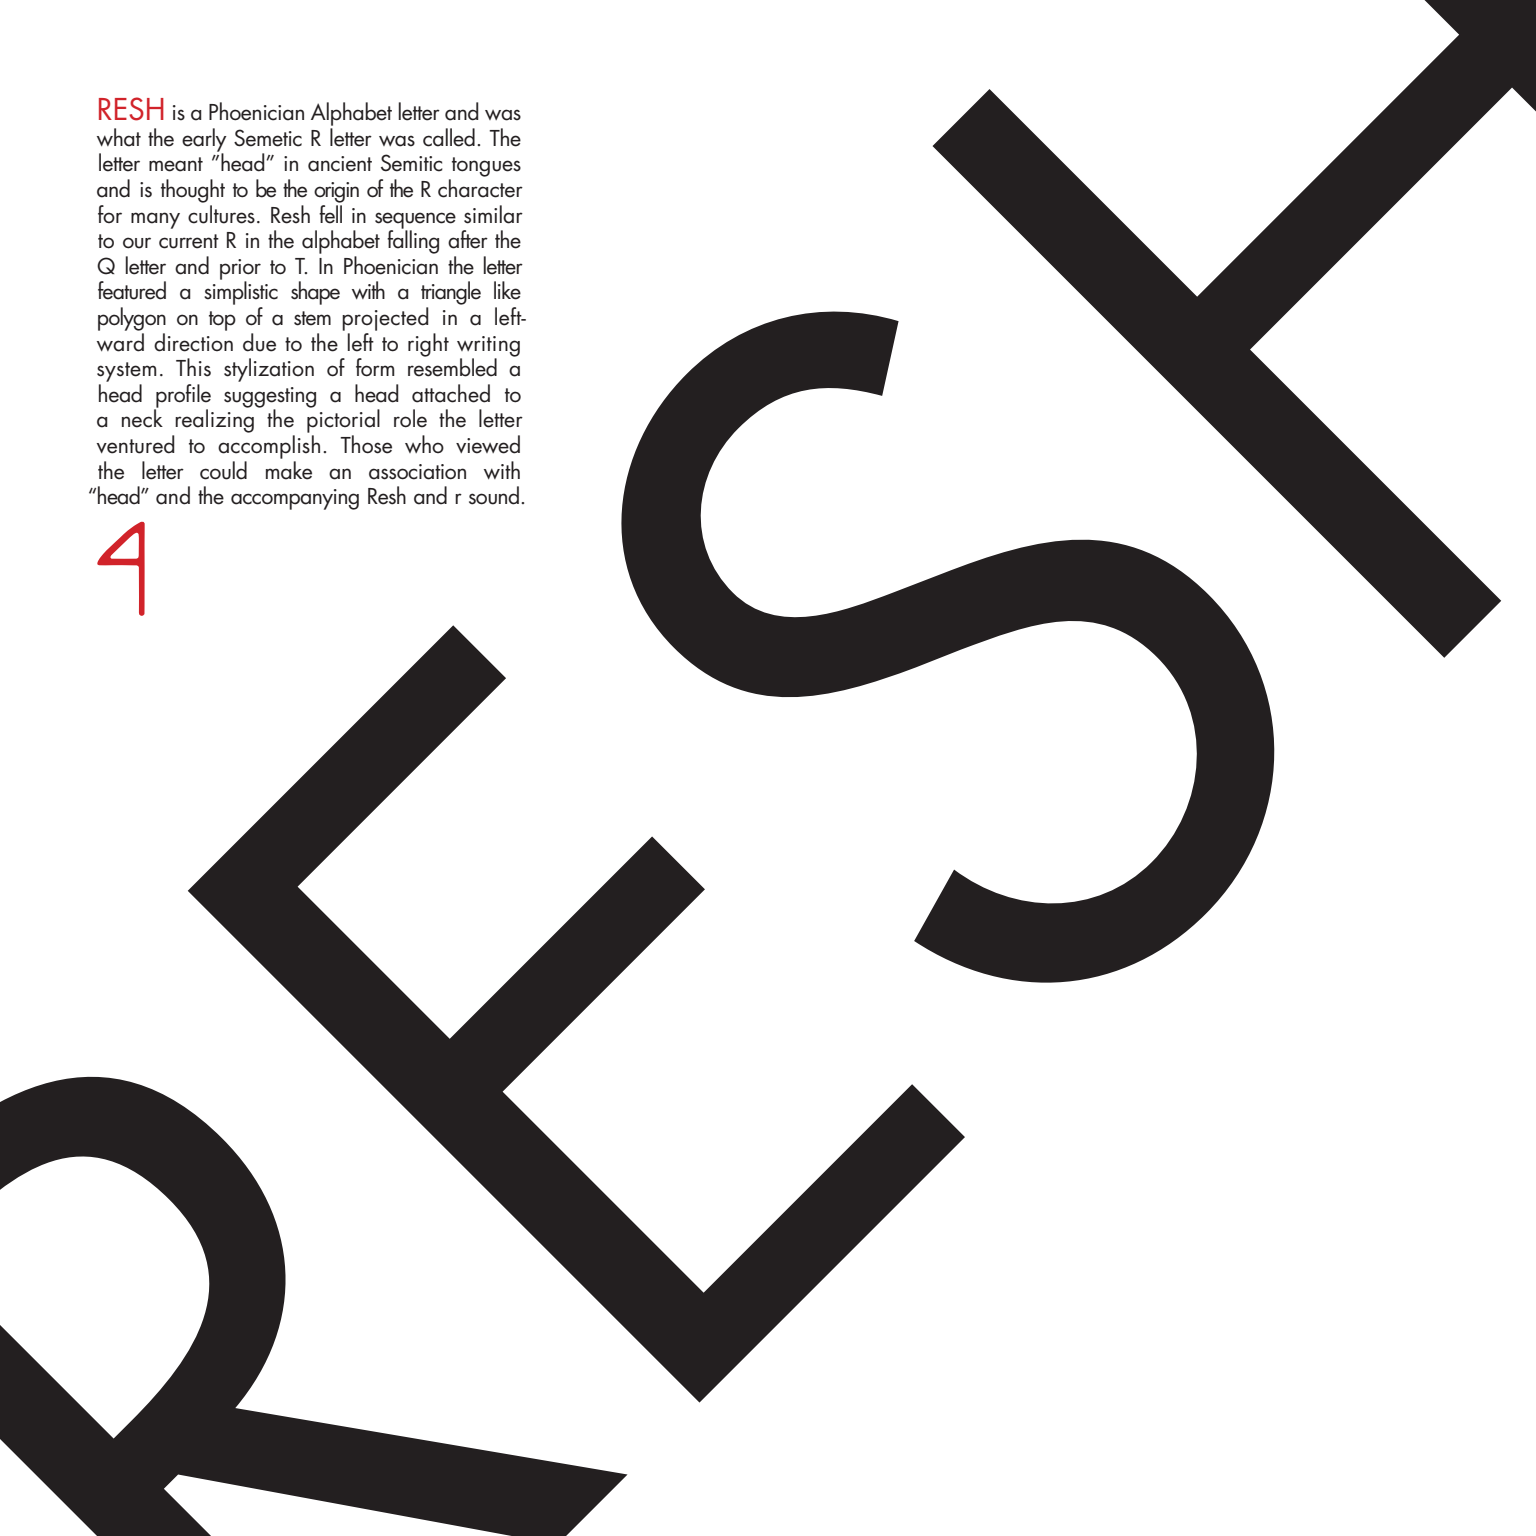 RESH is a Phoenician Alphabet letter and was
what the early Semetic R letter was called. The
letter meant ”head” in ancient Semitic tongues
and is thought to be the origin of the R character
for many cultures. Resh fell in sequence similar
to our current R in the alphabet falling after the
Q letter and prior to T. In Phoenician the letter
featured a simplistic shape with a triangle like
polygon on top of a stem projected in a left-
ward direction due to the left to right writing
system. This stylization of form resembled a
head profile suggesting a head attached to
a neck realizing the pictorial role the letter
ventured to accomplish. Those who viewed
the letter could make an association with
“head” and the accompanying Resh and r sound.
𐤓
RESH